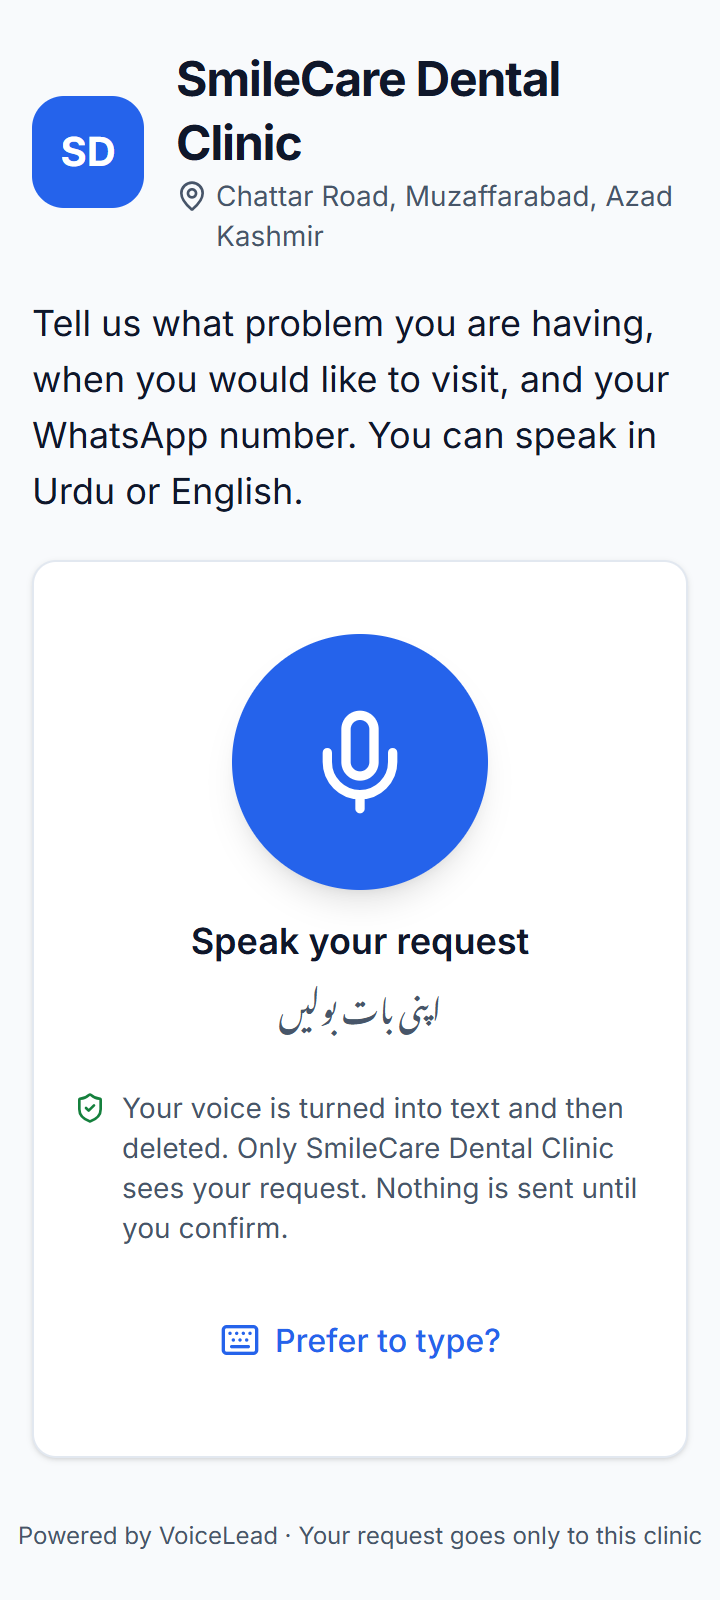 SD
SmileCare Dental
Clinic
Chattar Road, Muzaffarabad, Azad
Kashmir
Tell us what problem you are having,
when you would like to visit, and your
WhatsApp number. You can speak in
Urdu or English.
Speak your request
اپنی بات بولیں
Your voice is turned into text and then
deleted. Only SmileCare Dental Clinic
sees your request. Nothing is sent until
you confirm.
Prefer to type?
Powered by VoiceLead · Your request goes only to this clinic